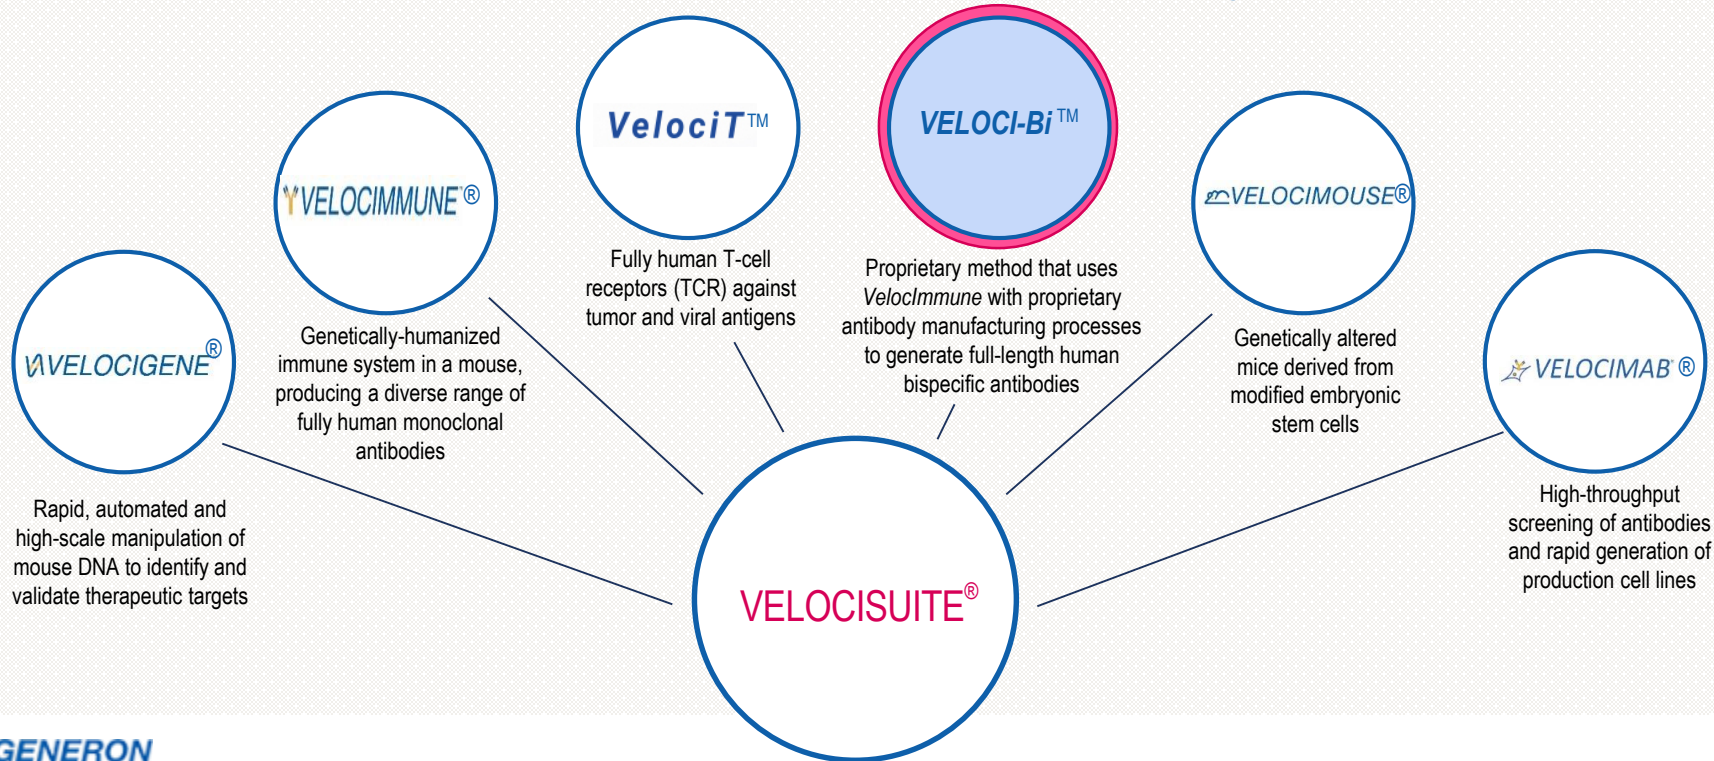 VelociT™
VELOCI-Bi™
VELOCIMMUNE®
VELOCIMOUSE®
VELOCIGENE®
VELOCIMAB®
Fully human T-cell
receptors (TCR) against
tumor and viral antigens
Proprietary method that uses
VelocImmune with proprietary
antibody manufacturing processes
to generate full-length human
bispecific antibodies
Genetically-humanized
immune system in a mouse,
producing a diverse range of
fully human monoclonal
antibodies
Genetically altered
mice derived from
modified embryonic
stem cells
Rapid, automated and
high-scale manipulation of
mouse DNA to identify and
validate therapeutic targets
High-throughput
screening of antibodies
and rapid generation of
production cell lines
VELOCISUITE®
GENERON